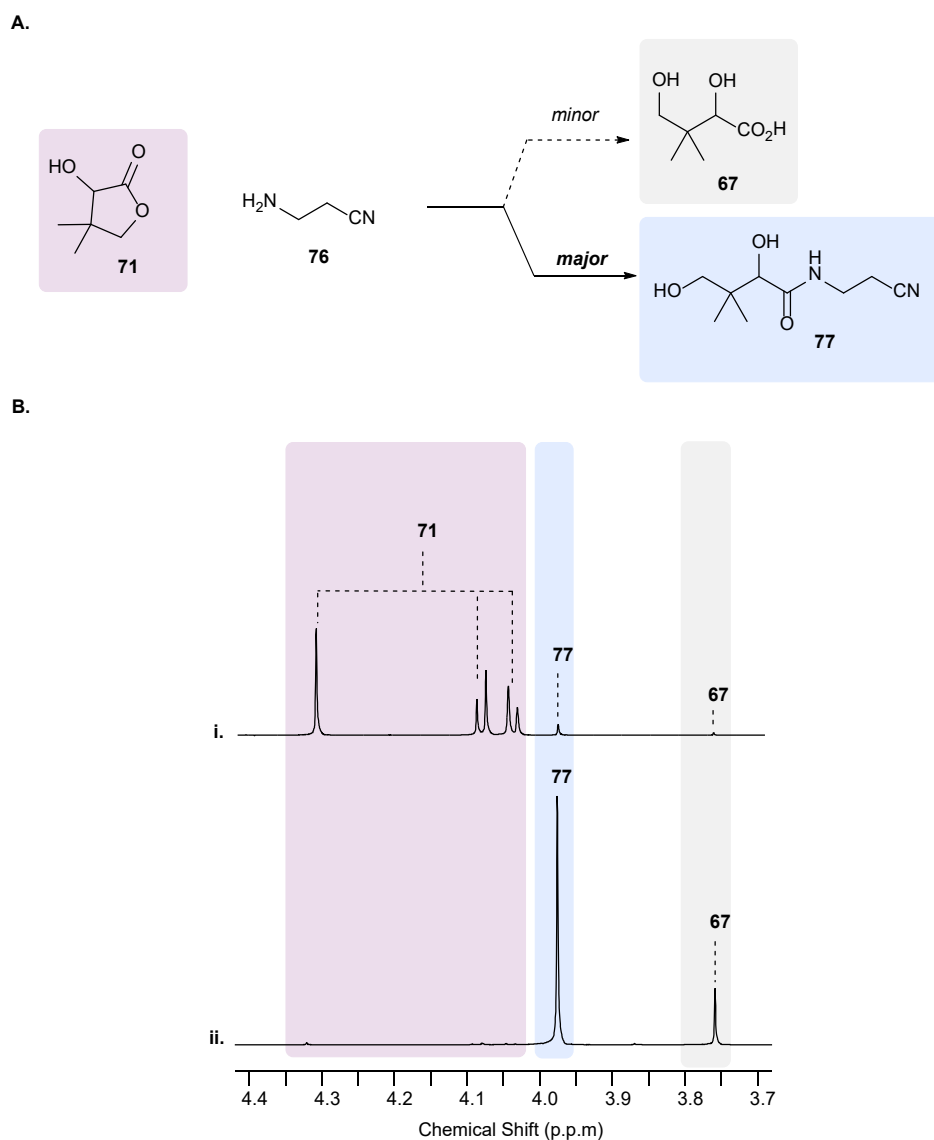 A.
HO
O
O
71
H2N
CN
76
minor
OH
OH
CO2H
67
major
OH
HO
H
N
O
CN
77
B.
71
77
67
i.
77
67
ii.
4.4 4.3 4.2 4.1 4.0 3.9 3.8 3.7
Chemical Shift (p.p.m)